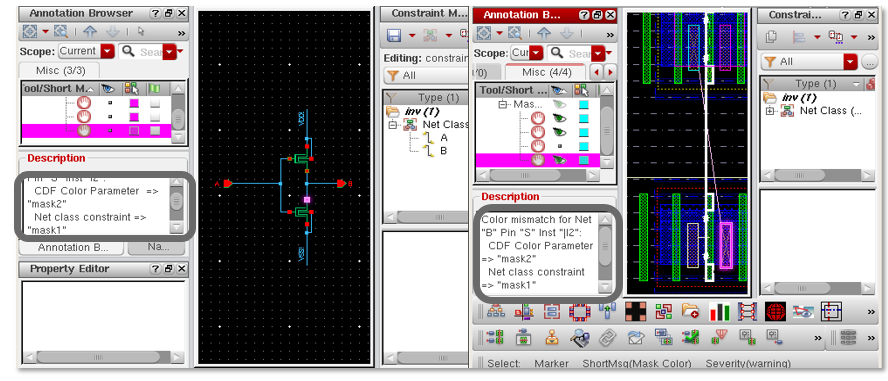 Annotation Browser
Scope: Current
Misc (3/3)
Tool/Short M...
Description
Pin "S" Inst "I2":
CDF Color Parameter =>
"mask2"
Net class constraint =>
"mask1"
Annotation B...
Na...
Property Editor
VDD!
A
B
VSS!
Constraint M...
Editing: constrain
All
Type (1)
inv (1)
Net Class
A
B
Annotation B...
Scope: Cur
Sea
/0)
Misc (4/4)
Tool/Short ...
Mas...
Description
Color mismatch for Net
"B" Pin "S" Inst "|I2":
CDF Color Parameter
=> "mask2"
Net class constraint
=> "mask1"
Constrai...
All
Type (1)
inv (1)
Net Class (...
Select:
Marker
ShortMsg(Mask Color)
Severity(warning)